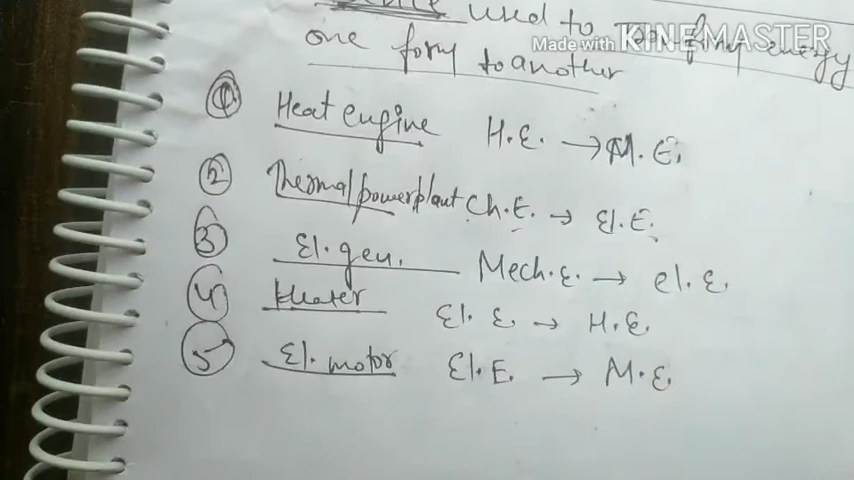 used to energy
Made with KINEMASTER
one form to another
1 Heat engine H.E. → M.E.
2 Thermal powerplant Ch.E. → El.E.
3 El. gen. Mech.E. → el.E.
4 El. E. → H.E.
5 El. motor El.E. → M.E.